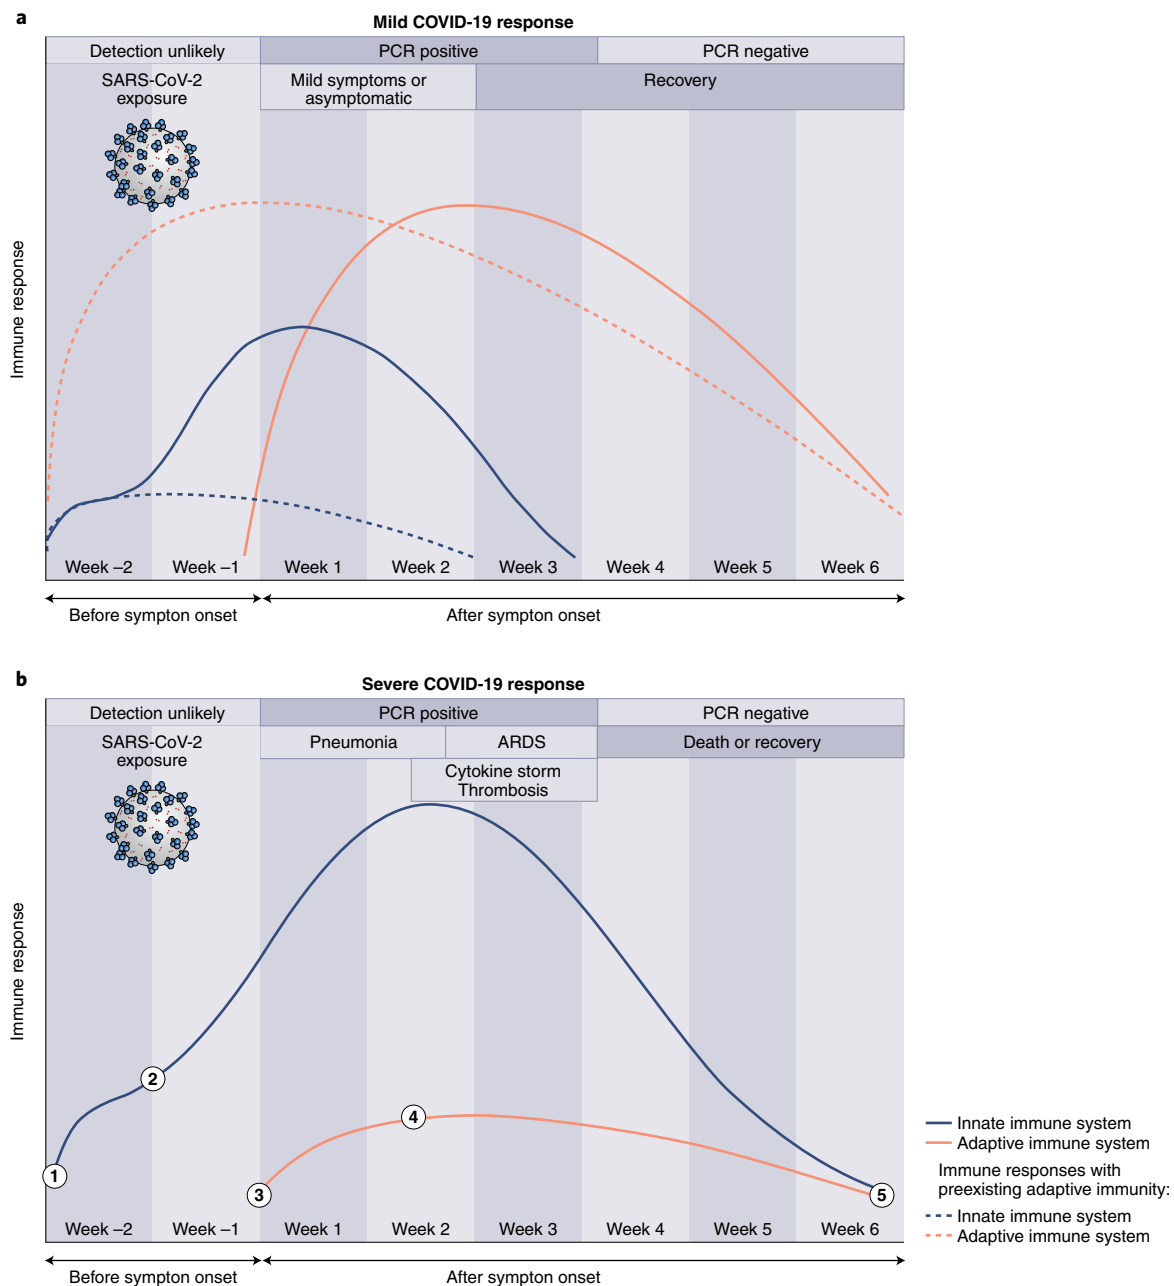 a
Mild COVID-19 response
Detection unlikely
PCR positive
PCR negative
SARS-CoV-2
exposure
Mild symptoms or
asymptomatic
Recovery
Immune response
Week –2
Week –1
Week 1
Week 2
Week 3
Week 4
Week 5
Week 6
Before sympton onset
After sympton onset
b
Severe COVID-19 response
Detection unlikely
PCR positive
PCR negative
SARS-CoV-2
exposure
Pneumonia
ARDS
Death or recovery
Cytokine storm
Thrombosis
Immune response
1
2
3
4
5
Week –2
Week –1
Week 1
Week 2
Week 3
Week 4
Week 5
Week 6
Before sympton onset
After sympton onset
Innate immune system
Adaptive immune system
Immune responses with
preexisting adaptive immunity:
Innate immune system
Adaptive immune system